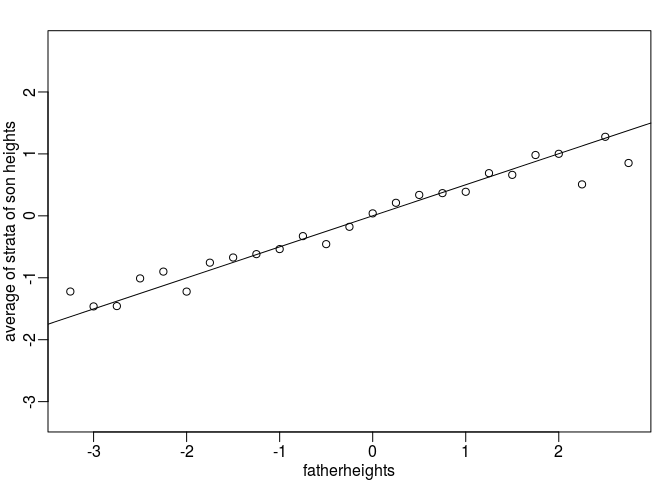 average of strata of son heights
2
1
0
-1
-2
-3
-3 -2 -1 0 1 2
fatherheights